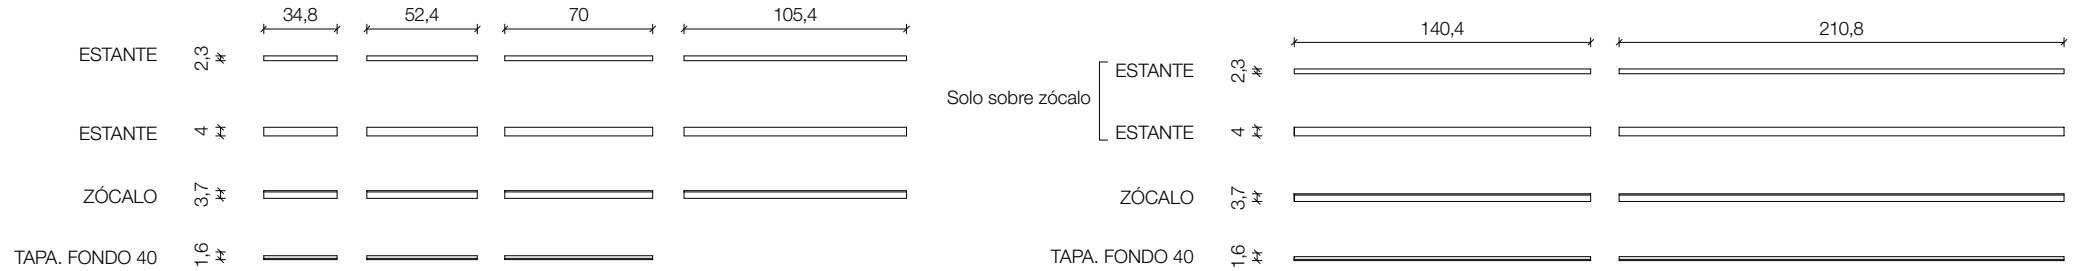 34,8 52,4 70 105,4
ESTANTE 2,3
ESTANTE 4
ZÓCALO 3,7
TAPA. FONDO 40 1,6
140,4 210,8
Solo sobre zócalo
ESTANTE 2,3
ESTANTE 4
ZÓCALO 3,7
TAPA. FONDO 40 1,6